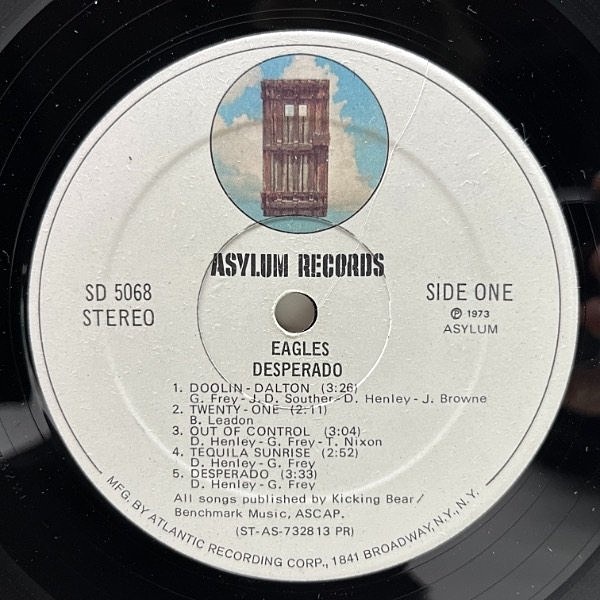 ASYLUM RECORDS
SD 5068
STEREO
SIDE ONE
℗ 1973
ASYLUM
EAGLES
DESPERADO
1. DOOLIN-DALTON (3:26)
G. Frey-J.D. Souther-D. Henley-J. Browne
2. TWENTY-ONE (2:11)
B. Leadon
3. OUT OF CONTROL (3:04)
D. Henley-G. Frey-T. Nixon
4. TEQUILA SUNRISE (2:52)
D. Henley-G. Frey
5. DESPERADO (3:33)
D. Henley-G. Frey
All songs published by Kicking Bear/
Benchmark Music, ASCAP.
(ST-AS-732813 PR)
MFG. BY ATLANTIC RECORDING CORP., 1841 BROADWAY, N.Y., N.Y.